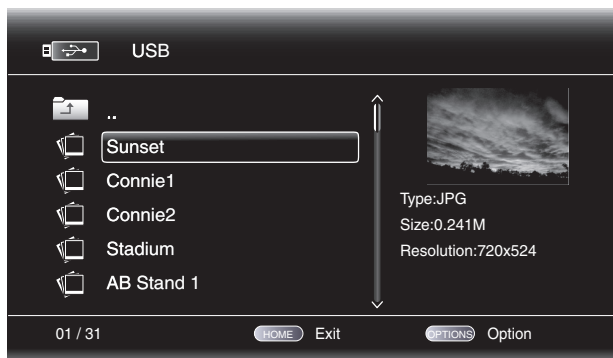 USB
..
Sunset
Connie1
Connie2
Stadium
AB Stand 1
Type:JPG
Size:0.241M
Resolution:720x524
01 / 31
HOME Exit
OPTIONS Option